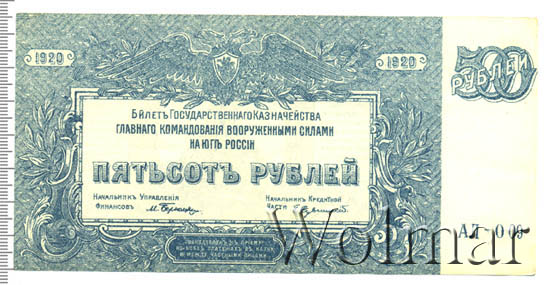 1920
1920
500
РУБЛЕЙ
БИЛЕТЪ ГОСУДАРСТВЕННАГО КАЗНАЧЕЙСТВА
ГЛАВНАГО КОМАНДОВАНІЯ ВООРУЖЕННЫМИ СИЛАМИ
НА ЮГѢ РОССІИ
ПЯТЬСОТЪ РУБЛЕЙ
НАЧАЛЬНИКЪ УПРАВЛЕНІЯ
ФИНАНСОВЪ
НАЧАЛЬНИКЪ КРЕДИТНОЙ
ЧАСТИ
Wolmar